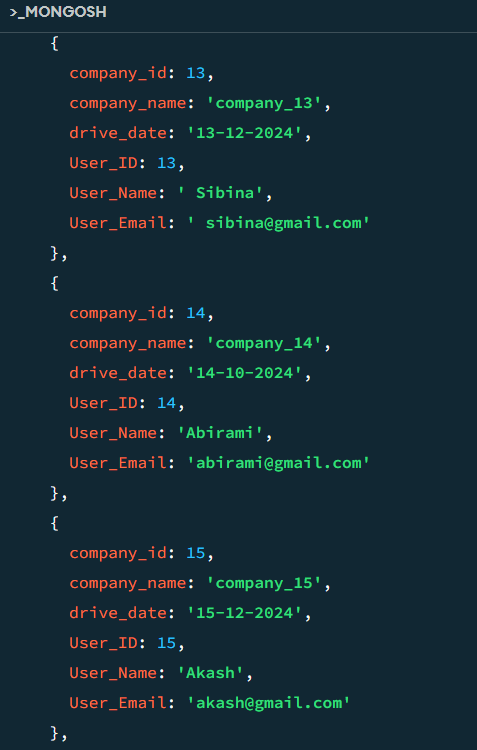 >_MONGOSH
{
company_id: 13,
company_name: 'company_13',
drive_date: '13-12-2024',
User_ID: 13,
User_Name: ' Sibina',
User_Email: ' sibina@gmail.com'
},
{
company_id: 14,
company_name: 'company_14',
drive_date: '14-10-2024',
User_ID: 14,
User_Name: 'Abirami',
User_Email: 'abirami@gmail.com'
},
{
company_id: 15,
company_name: 'company_15',
drive_date: '15-12-2024',
User_ID: 15,
User_Name: 'Akash',
User_Email: 'akash@gmail.com'
},